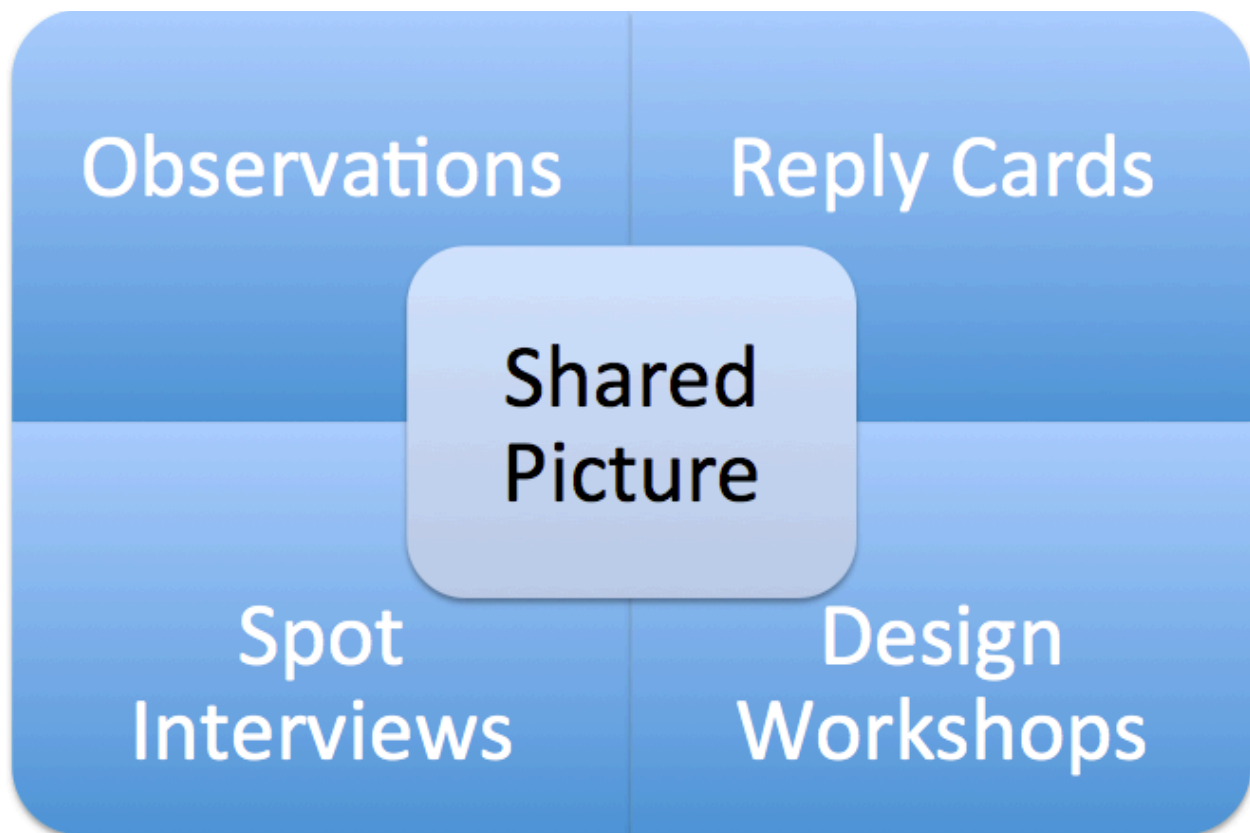 Observations
Reply Cards
Shared
Picture
Spot
Interviews
Design
Workshops